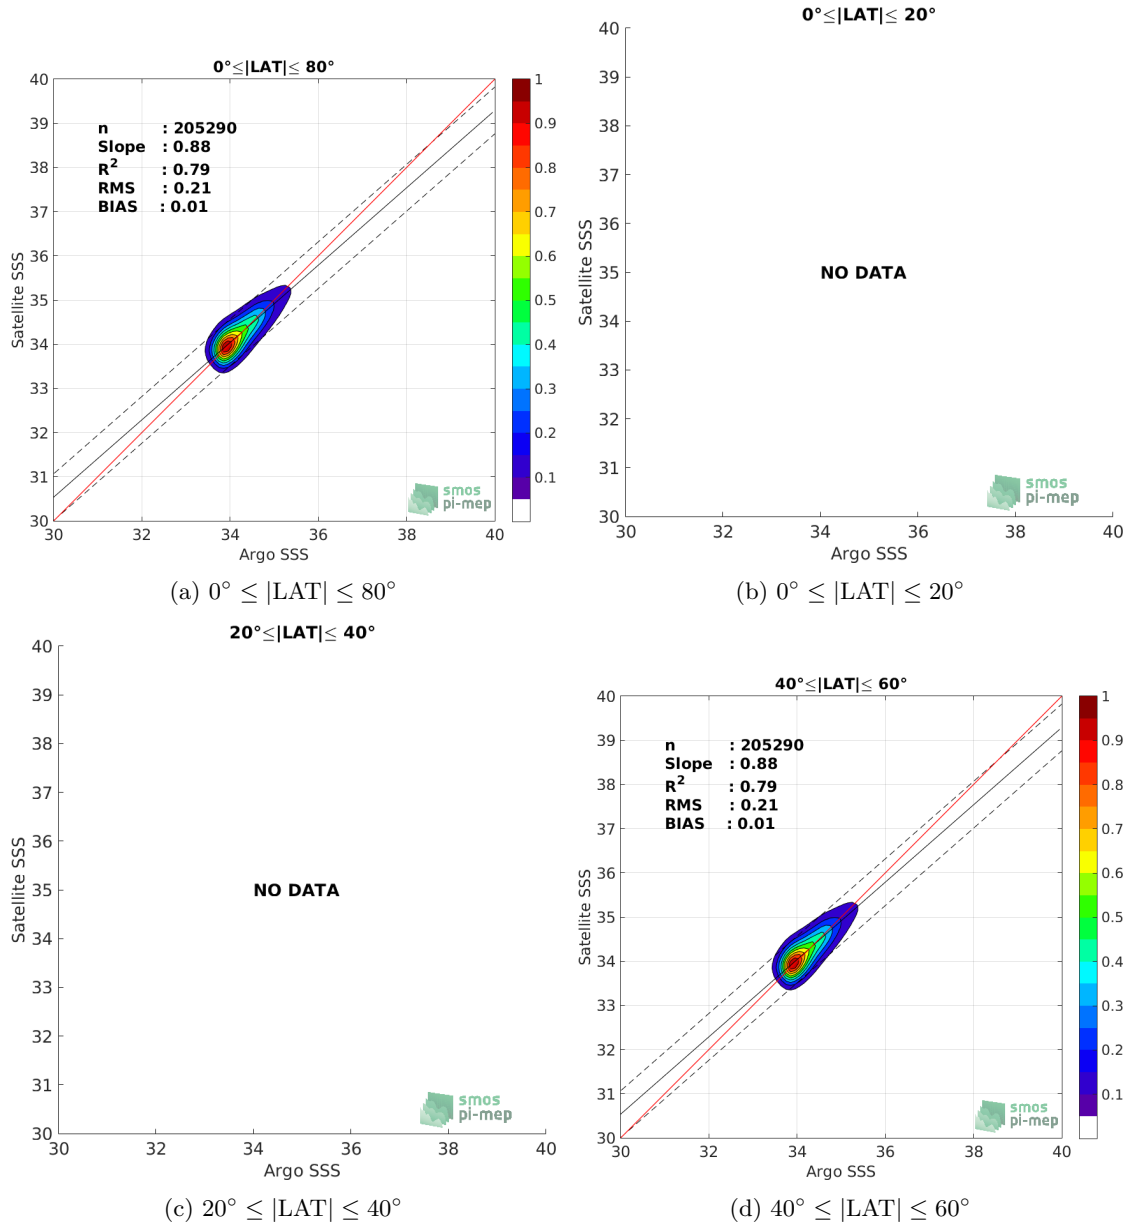 0°≤|LAT|≤ 80°
40
39
38
37
36
35
34
33
32
31
30
Satellite SSS
n : 205290
Slope : 0.88
R2 : 0.79
RMS : 0.21
BIAS : 0.01
smos
pi-mep
30 32 34 36 38 40
Argo SSS
1
0.9
0.8
0.7
0.6
0.5
0.4
0.3
0.2
0.1
(a) 0° ≤ |LAT| ≤ 80°
0°≤|LAT|≤ 20°
40
39
38
37
36
35
34
33
32
31
30
Satellite SSS
NO DATA
smos
pi-mep
30 32 34 36 38 40
Argo SSS
(b) 0° ≤ |LAT| ≤ 20°
20°≤|LAT|≤ 40°
40
39
38
37
36
35
34
33
32
31
30
Satellite SSS
NO DATA
smos
pi-mep
30 32 34 36 38 40
Argo SSS
(c) 20° ≤ |LAT| ≤ 40°
40°≤|LAT|≤ 60°
40
39
38
37
36
35
34
33
32
31
30
Satellite SSS
n : 205290
Slope : 0.88
R2 : 0.79
RMS : 0.21
BIAS : 0.01
smos
pi-mep
30 32 34 36 38 40
Argo SSS
1
0.9
0.8
0.7
0.6
0.5
0.4
0.3
0.2
0.1
(d) 40° ≤ |LAT| ≤ 60°